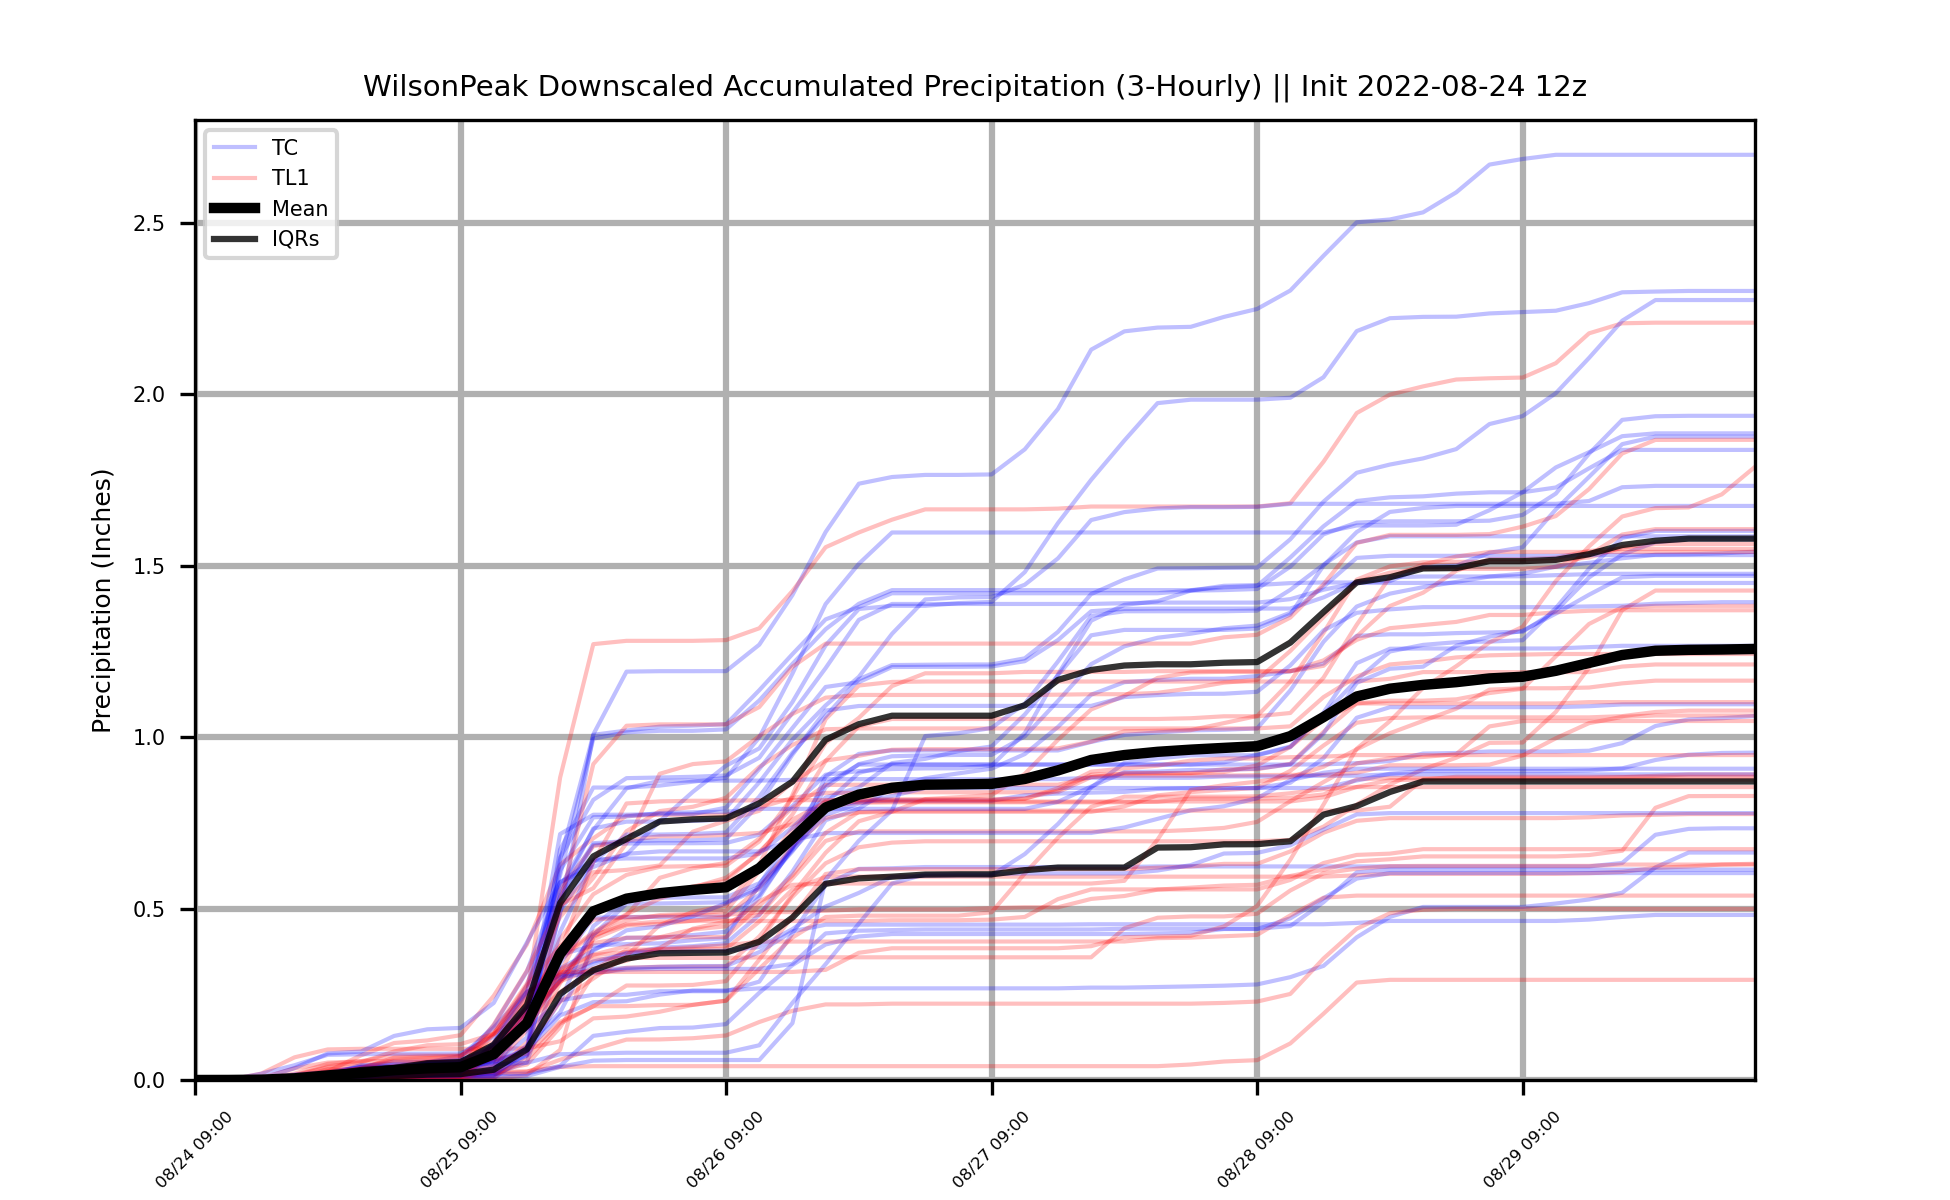 WilsonPeak Downscaled Accumulated Precipitation (3-Hourly) || Init 2022-08-24 12z
TC
TL1
Mean
IQRs
Precipitation (Inches)
2.5
2.0
1.5
1.0
0.5
0.0
08/24 09:00
08/25 09:00
08/26 09:00
08/27 09:00
08/28 09:00
08/29 09:00